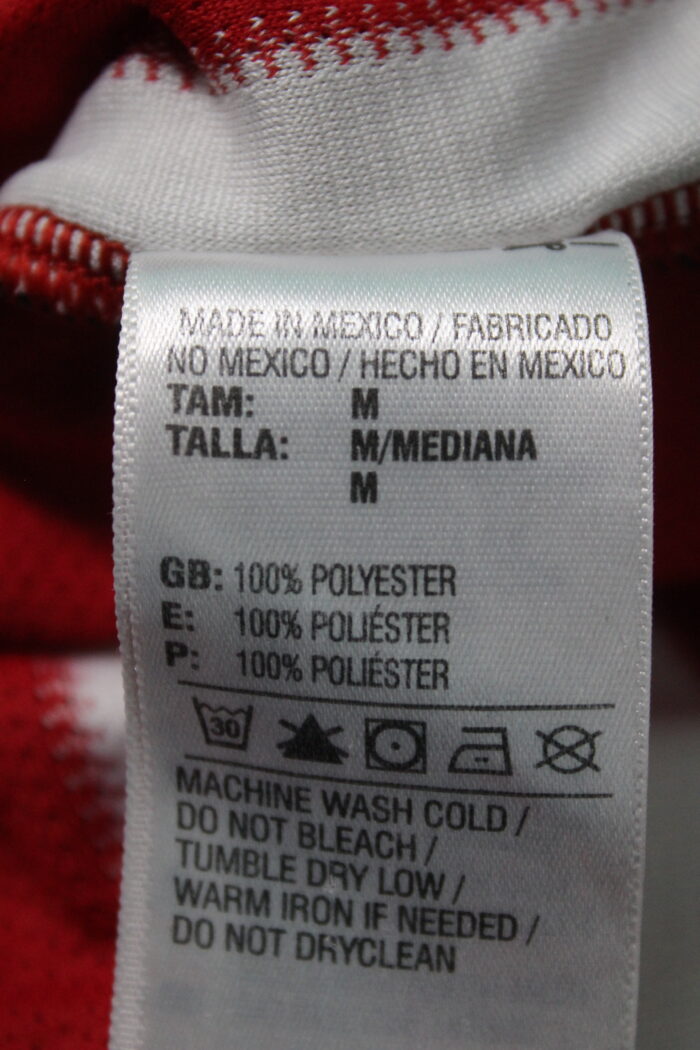 MADE IN MEXICO / FABRICADO
NO MEXICO / HECHO EN MEXICO
TAM: M
TALLA: M/MEDIANA
M
GB: 100% POLYESTER
E: 100% POLIÉSTER
P: 100% POLIÉSTER
30
MACHINE WASH COLD /
DO NOT BLEACH /
TUMBLE DRY LOW /
WARM IRON IF NEEDED /
DO NOT DRYCLEAN